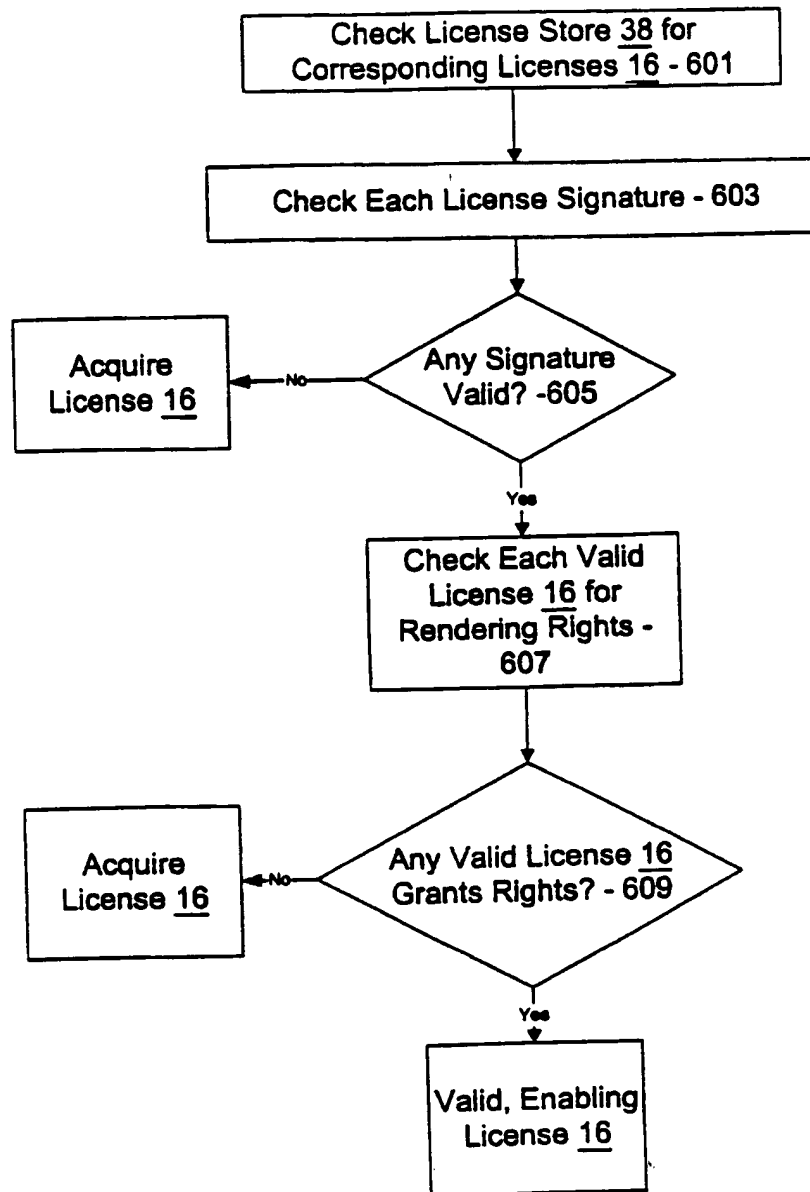 Check License Store 38 for
Corresponding Licenses 16 - 601
Check Each License Signature - 603
Any Signature
Valid? -605
No
Acquire
License 16
Yes
Check Each Valid
License 16 for
Rendering Rights -
607
Any Valid License 16
Grants Rights? - 609
No
Acquire
License 16
Yes
Valid, Enabling
License 16